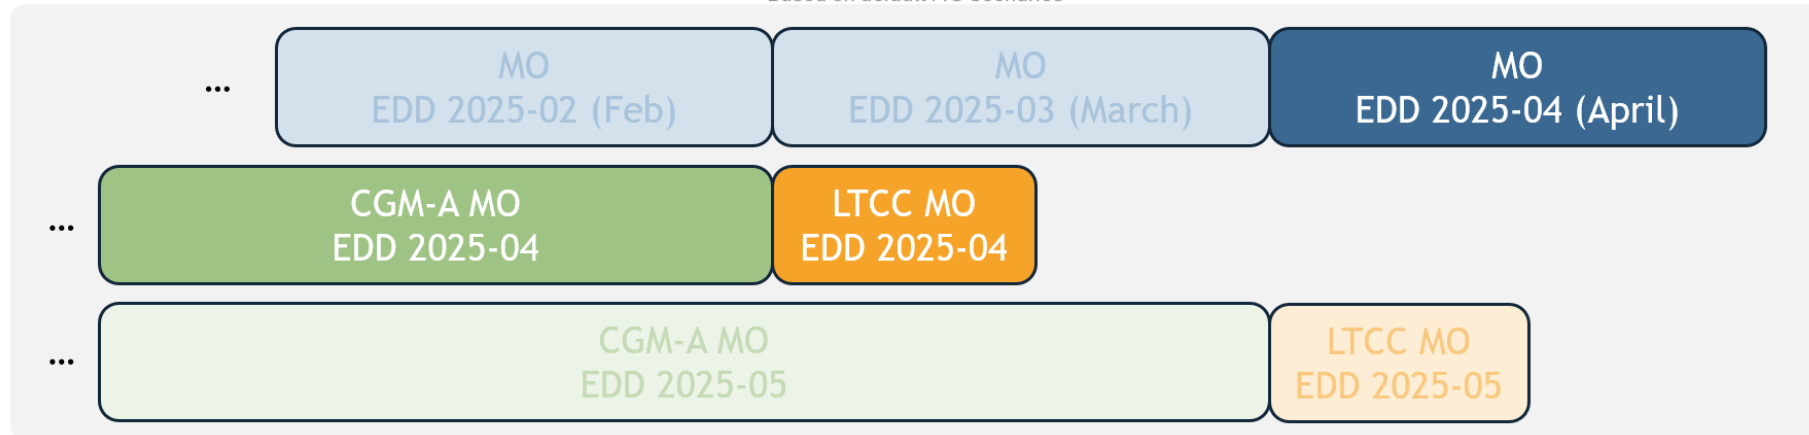 ...
MO
EDD 2025-02 (Feb)
MO
EDD 2025-03 (March)
MO
EDD 2025-04 (April)
...
CGM-A MO
EDD 2025-04
LTCC MO
EDD 2025-04
...
CGM-A MO
EDD 2025-05
LTCC MO
EDD 2025-05